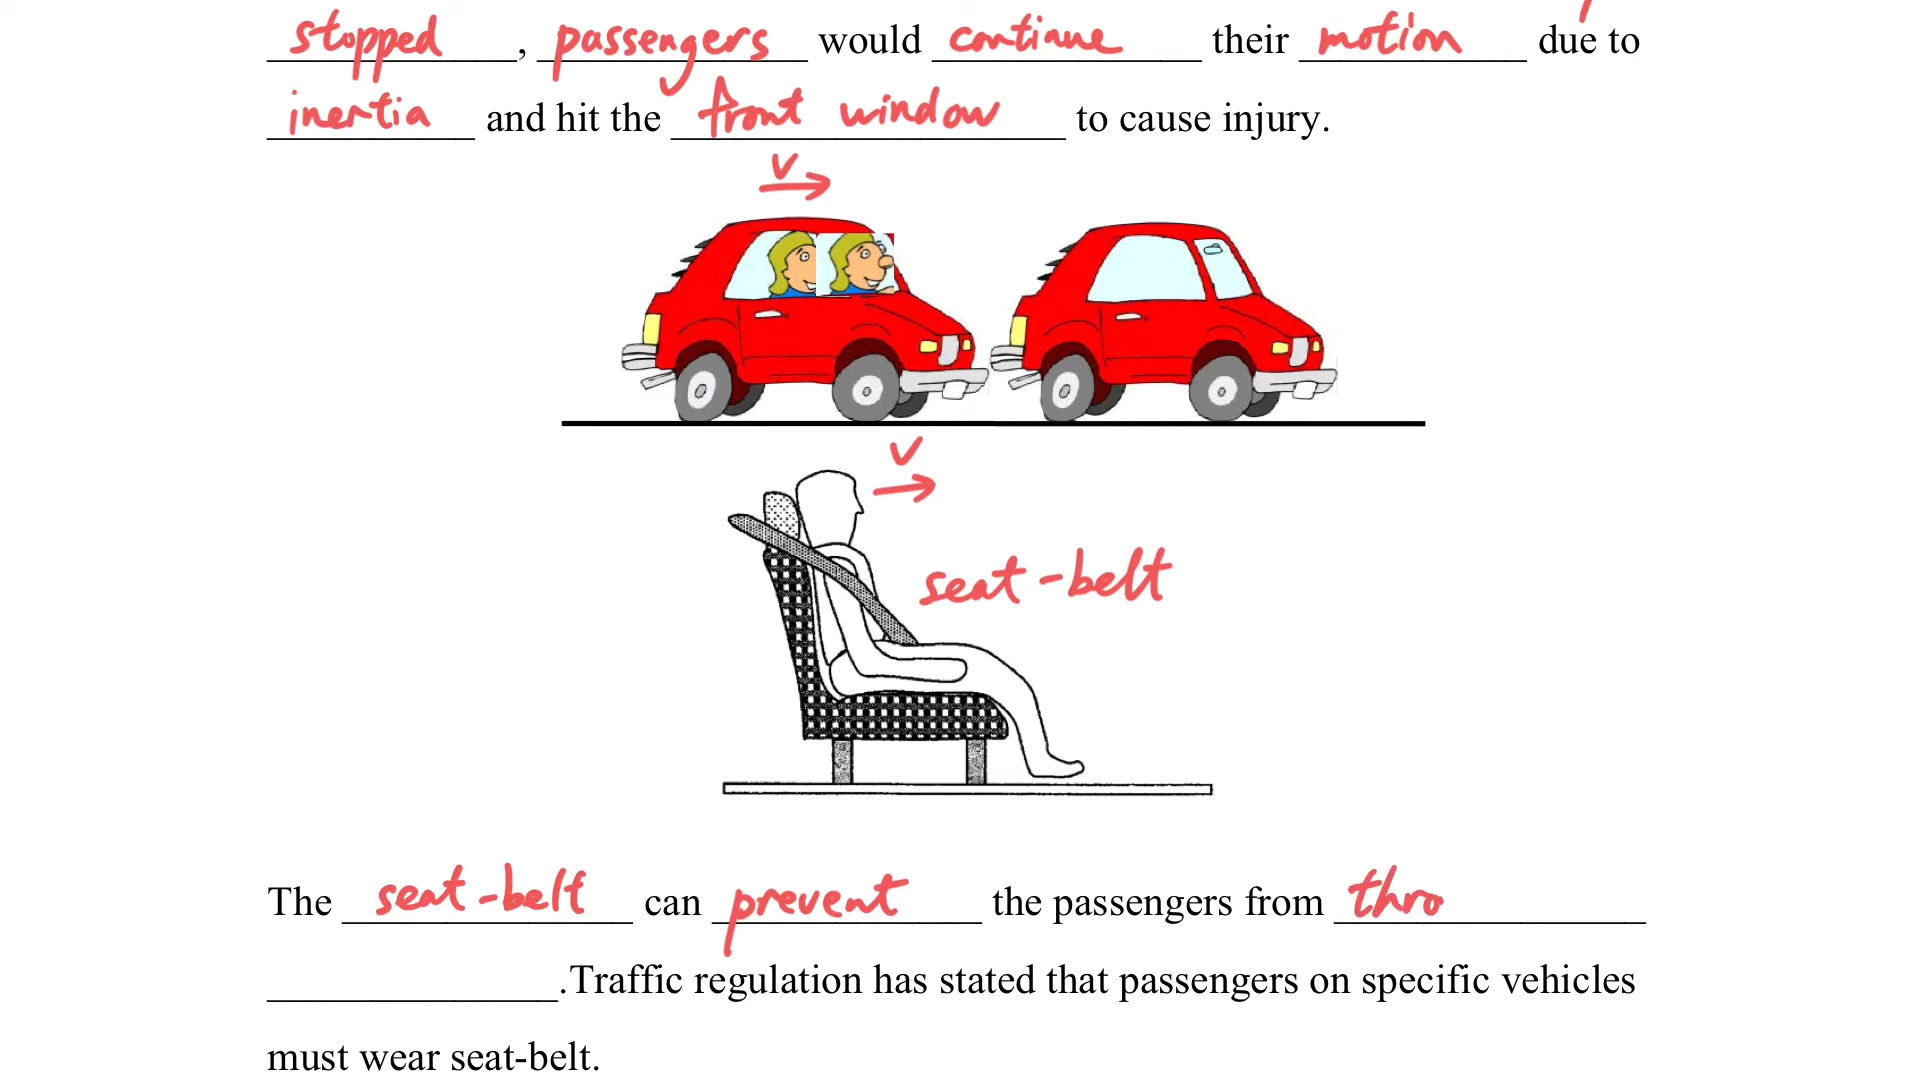 stopped, passengers would continue their motion due to
inertia and hit the front window to cause injury.
v
v
seat-belt
The seat-belt can prevent the passengers from thro
.Traffic regulation has stated that passengers on specific vehicles
must wear seat-belt.